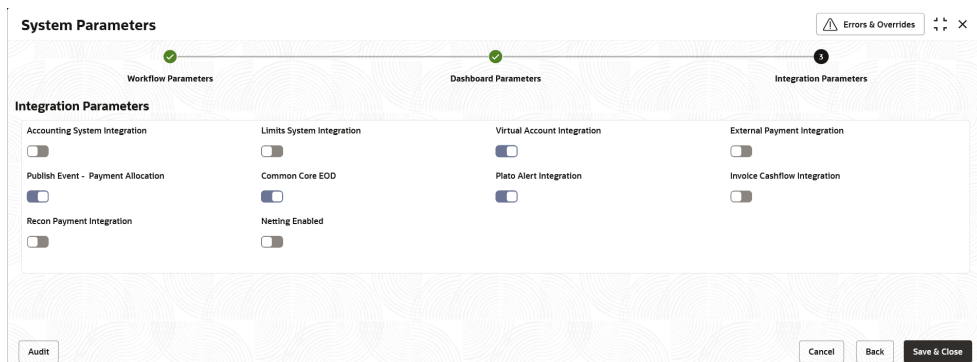 System Parameters
Errors & Overrides
3
Workflow Parameters
Dashboard Parameters
Integration Parameters
Integration Parameters
Accounting System Integration
Limits System Integration
Virtual Account Integration
External Payment Integration
Publish Event - Payment Allocation
Common Core EOD
Plato Alert Integration
Invoice Cashflow Integration
Recon Payment Integration
Netting Enabled
Audit
Cancel
Back
Save & Close